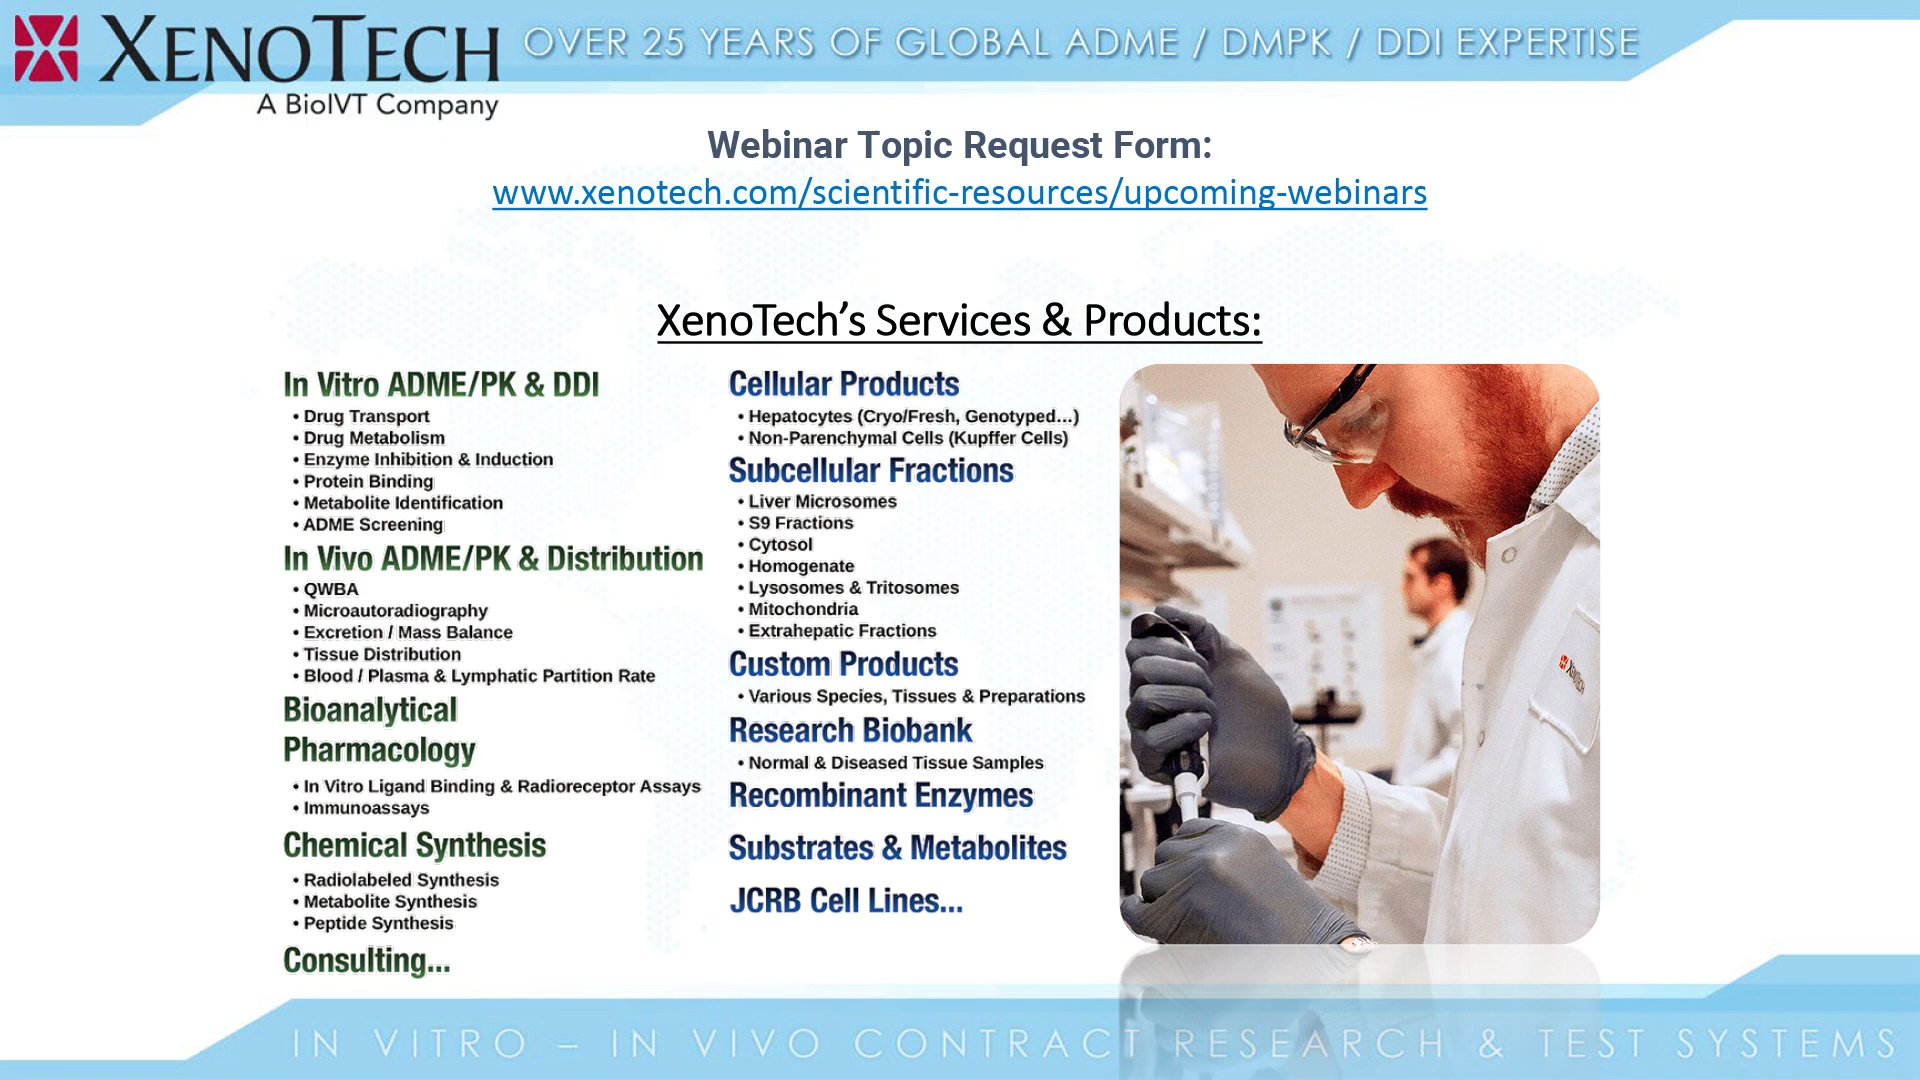 XENOTECH
A BioIVT Company
OVER 25 YEARS OF GLOBAL ADME / DMPK / DDI EXPERTISE
Webinar Topic Request Form:
www.xenotech.com/scientific-resources/upcoming-webinars
XenoTech’s Services & Products:
In Vitro ADME/PK & DDI
• Drug Transport
• Drug Metabolism
• Enzyme Inhibition & Induction
• Protein Binding
• Metabolite Identification
• ADME Screening
In Vivo ADME/PK & Distribution
• QWBA
• Microautoradiography
• Excretion / Mass Balance
• Tissue Distribution
• Blood / Plasma & Lymphatic Partition Rate
Bioanalytical
Pharmacology
• In Vitro Ligand Binding & Radioreceptor Assays
• Immunoassays
Chemical Synthesis
• Radiolabeled Synthesis
• Metabolite Synthesis
• Peptide Synthesis
Consulting...
Cellular Products
• Hepatocytes (Cryo/Fresh, Genotyped...)
• Non-Parenchymal Cells (Kupffer Cells)
Subcellular Fractions
• Liver Microsomes
• S9 Fractions
• Cytosol
• Homogenate
• Lysosomes & Tritosomes
• Mitochondria
• Extrahepatic Fractions
Custom Products
• Various Species, Tissues & Preparations
Research Biobank
• Normal & Diseased Tissue Samples
Recombinant Enzymes
Substrates & Metabolites
JCRB Cell Lines...
XENOTECH
IN VITRO – IN VIVO CONTRACT RESEARCH & TEST SYSTEMS